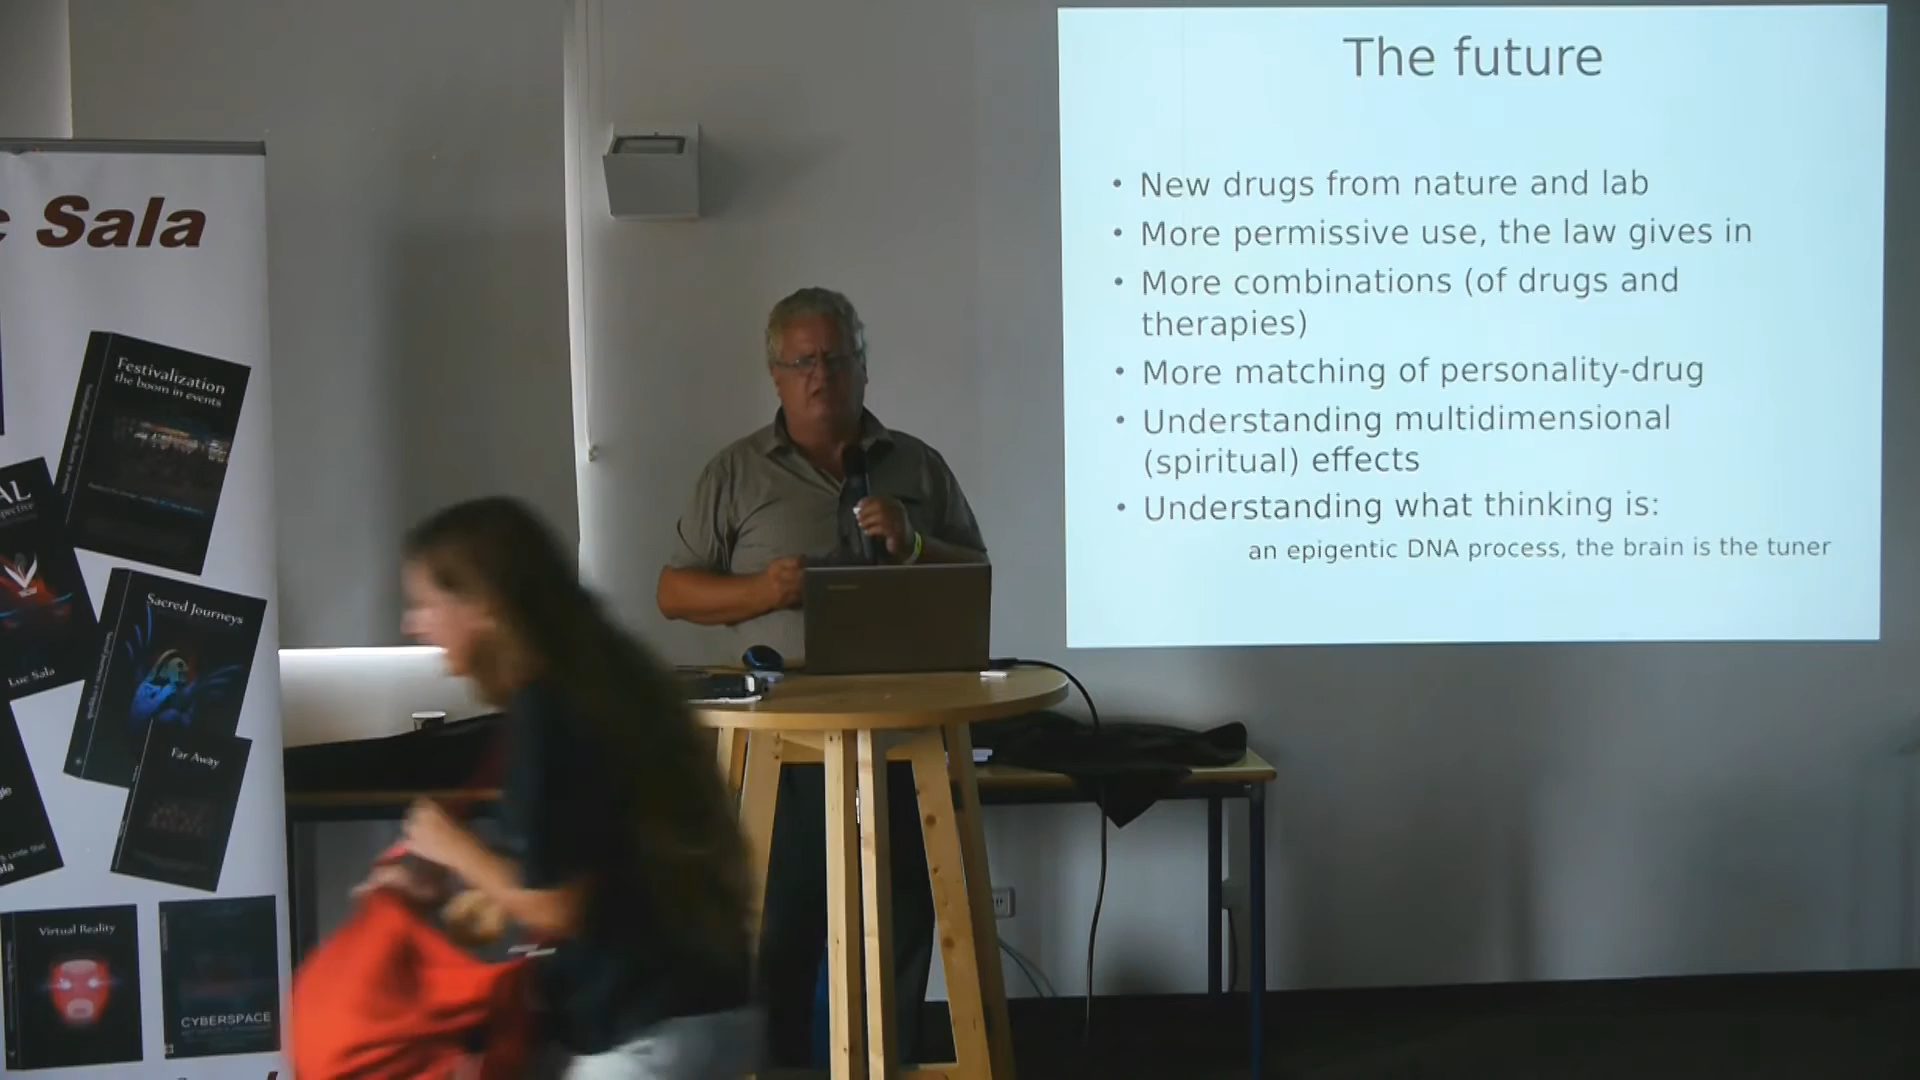 The future
• New drugs from nature and lab
• More permissive use, the law gives in
• More combinations (of drugs and
therapies)
• More matching of personality-drug
• Understanding multidimensional
(spiritual) effects
• Understanding what thinking is:
an epigentic DNA process, the brain is the tuner
Sala
Festivalization
the boom in events
Luc Sala
Sacred Journeys
Far Away
Virtual Reality
CYBERSPACE